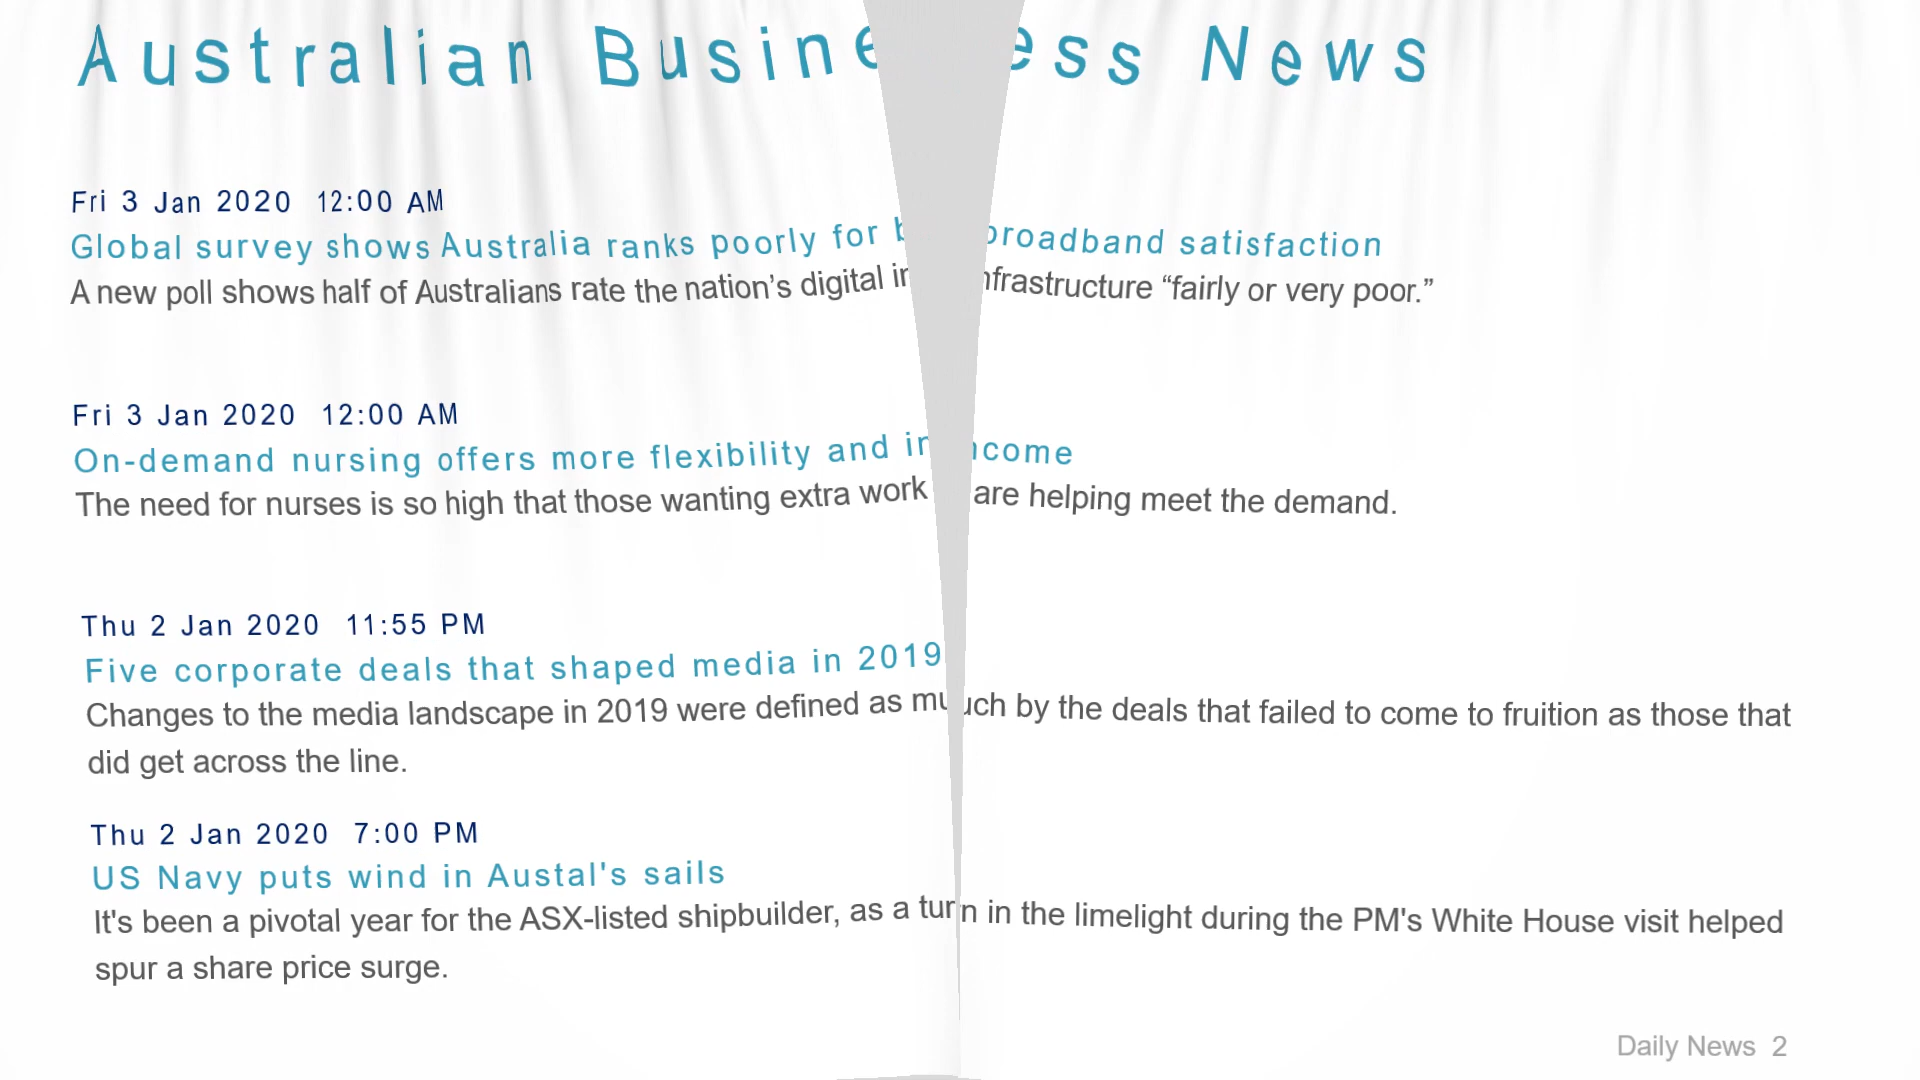 Australian Business News
Fri 3 Jan 2020 12:00 AM
Global survey shows Australia ranks poorly for broadband satisfaction
A new poll shows half of Australians rate the nation’s digital infrastructure “fairly or very poor.”
Fri 3 Jan 2020 12:00 AM
On-demand nursing offers more flexibility and income
The need for nurses is so high that those wanting extra work are helping meet the demand.
Thu 2 Jan 2020 11:55 PM
Five corporate deals that shaped media in 2019
Changes to the media landscape in 2019 were defined as much by the deals that failed to come to fruition as those that
did get across the line.
Thu 2 Jan 2020 7:00 PM
US Navy puts wind in Austal's sails
It's been a pivotal year for the ASX-listed shipbuilder, as a turn in the limelight during the PM's White House visit helped
spur a share price surge.
Daily News 2